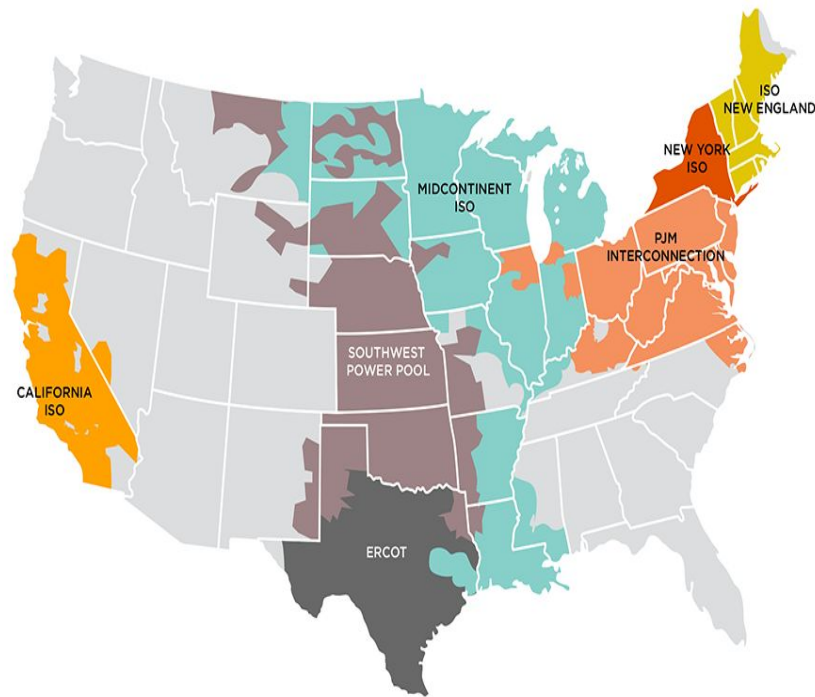 ISO
NEW ENGLAND
NEW YORK
ISO
MIDCONTINENT
ISO
PJM
INTERCONNECTION
SOUTHWEST
POWER POOL
CALIFORNIA
ISO
ERCOT